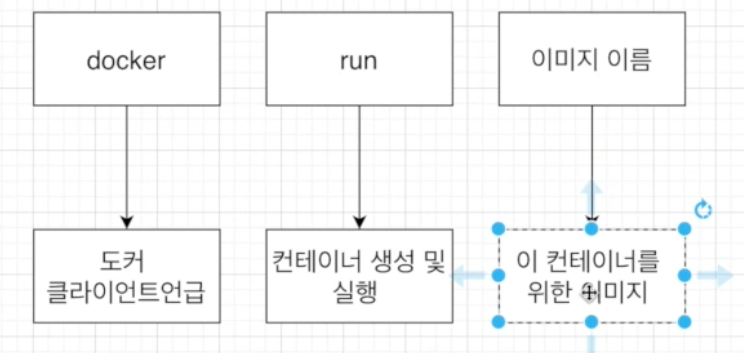 docker
run
이미지 이름
도커
클라이언트언급
컨테이너 생성 및
실행
이 컨테이너를
위한 이미지